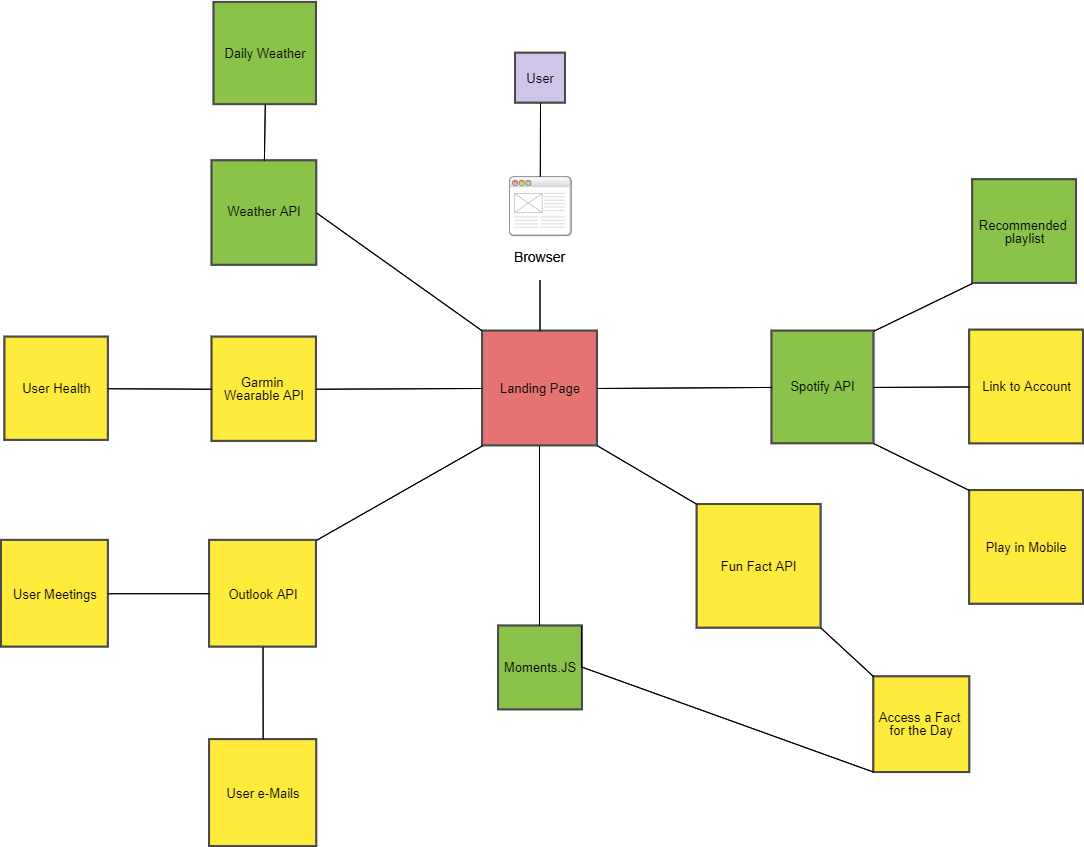 Daily Weather
User
Weather API
Browser
Recommended
playlist
User Health
Garmin
Wearable API
Landing Page
Spotify API
Link to Account
Play in Mobile
Fun Fact API
User Meetings
Outlook API
Moments.JS
Access a Fact
for the Day
User e-Mails